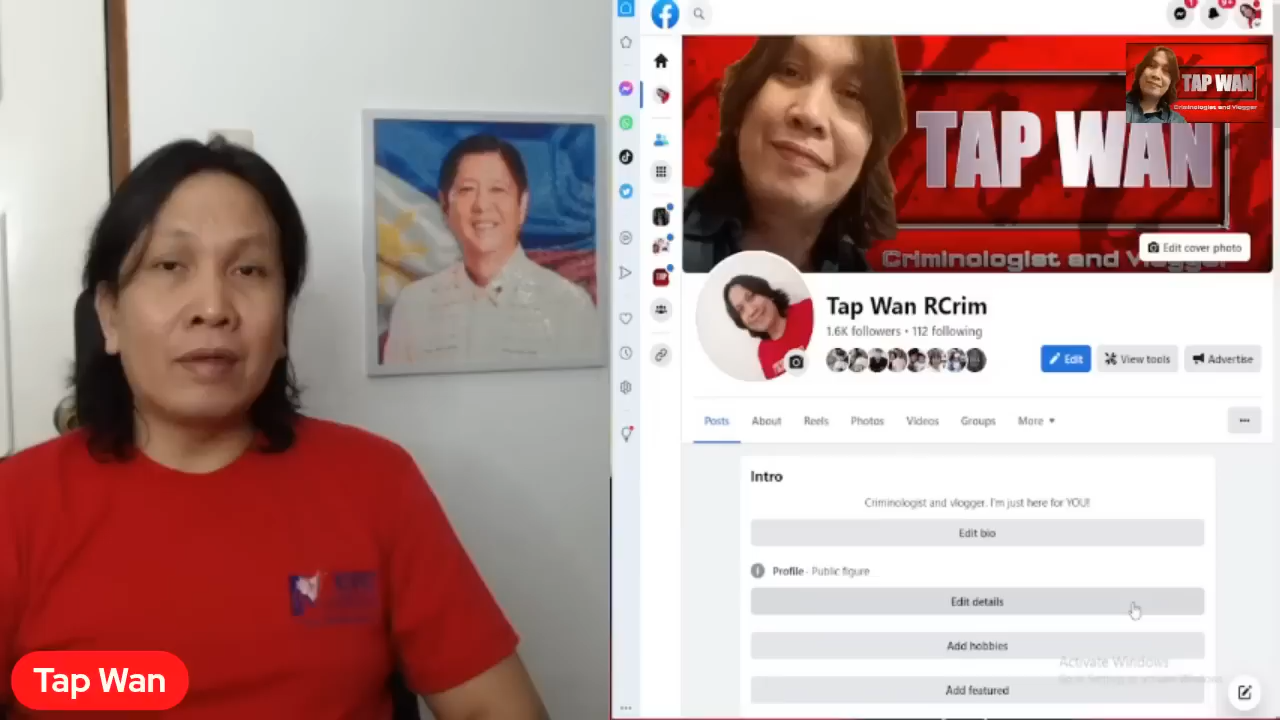 Tap Wan
1
9+
TAP WAN
Criminologist and Vlogger
TAP WAN
Criminologist and Vlogger
Edit cover photo
Tap Wan RCrim
1.6K followers • 112 following
Edit
View tools
Advertise
Posts
About
Reels
Photos
Videos
Groups
More
Intro
Criminologist and vlogger. I'm just here for YOU!
Edit bio
Profile · Public figure
Edit details
Add hobbies
Activate Windows
Add featured